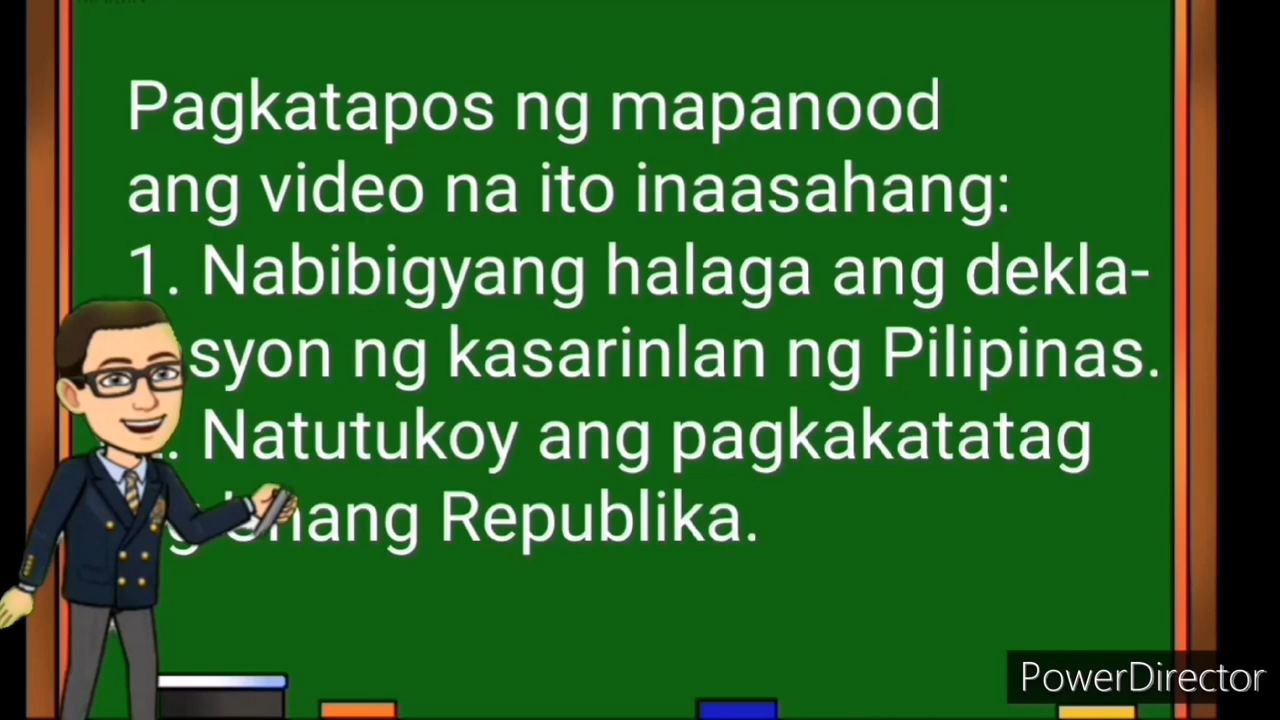 Pagkatapos ng mapanood
ang video na ito inaasahang:
1. Nabibigyang halaga ang dekla-
syon ng kasarinlan ng Pilipinas.
Natutukoy ang pagkakatatag
Republika.
PowerDirector